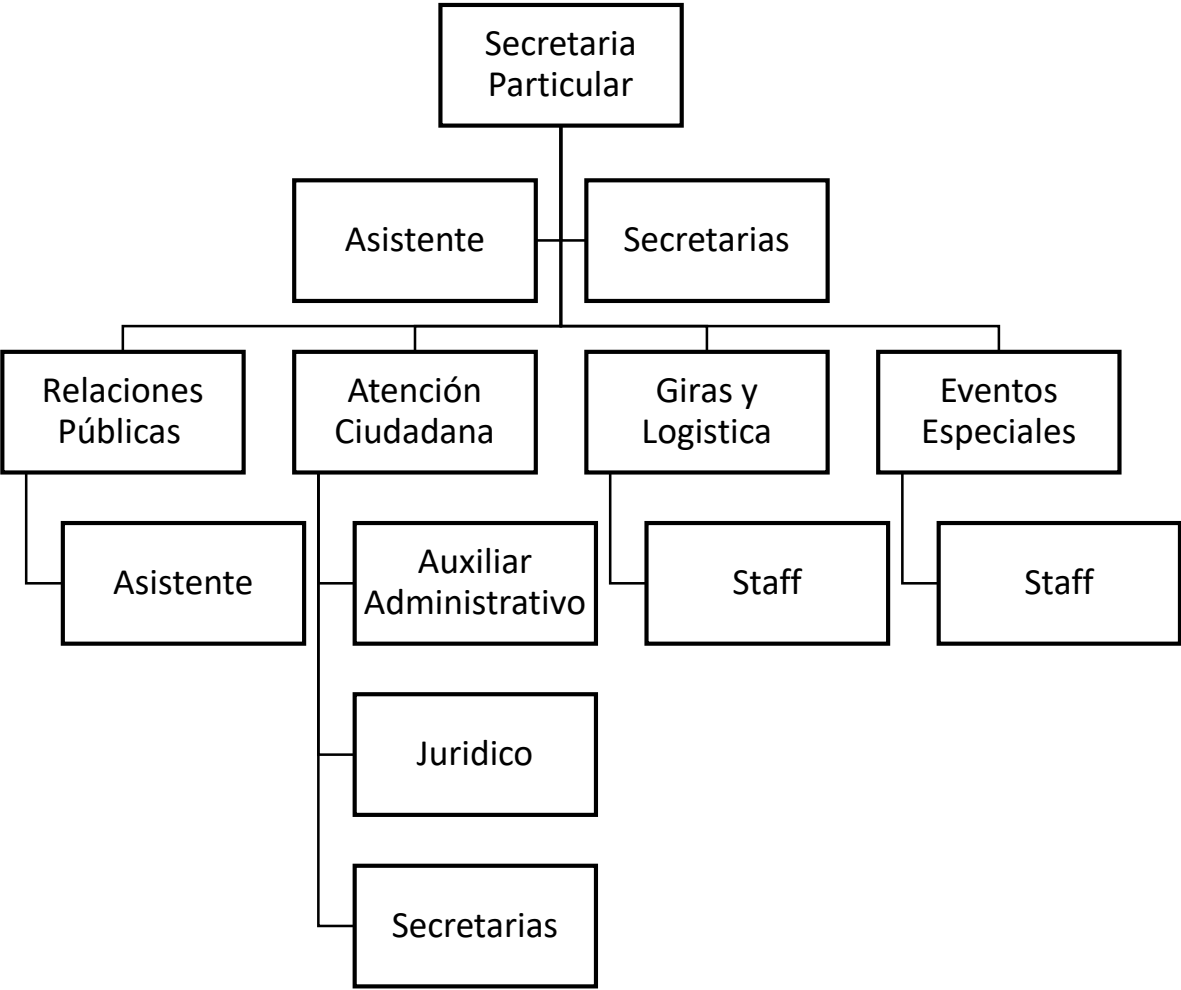 Secretaria
Particular
Asistente
Secretarias
Relaciones
Públicas
Atención
Ciudadana
Giras y
Logistica
Eventos
Especiales
Asistente
Auxiliar
Administrativo
Staff
Staff
Juridico
Secretarias